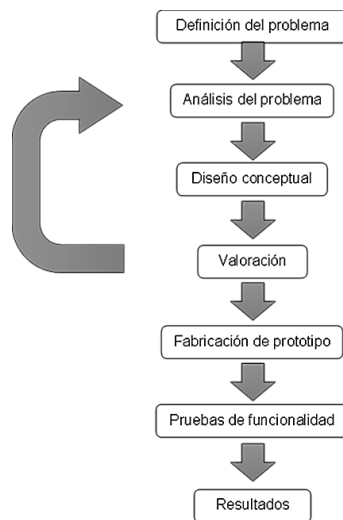 Definición del problema
Análisis del problema
Diseño conceptual
Valoración
Fabricación de prototipo
Pruebas de funcionalidad
Resultados